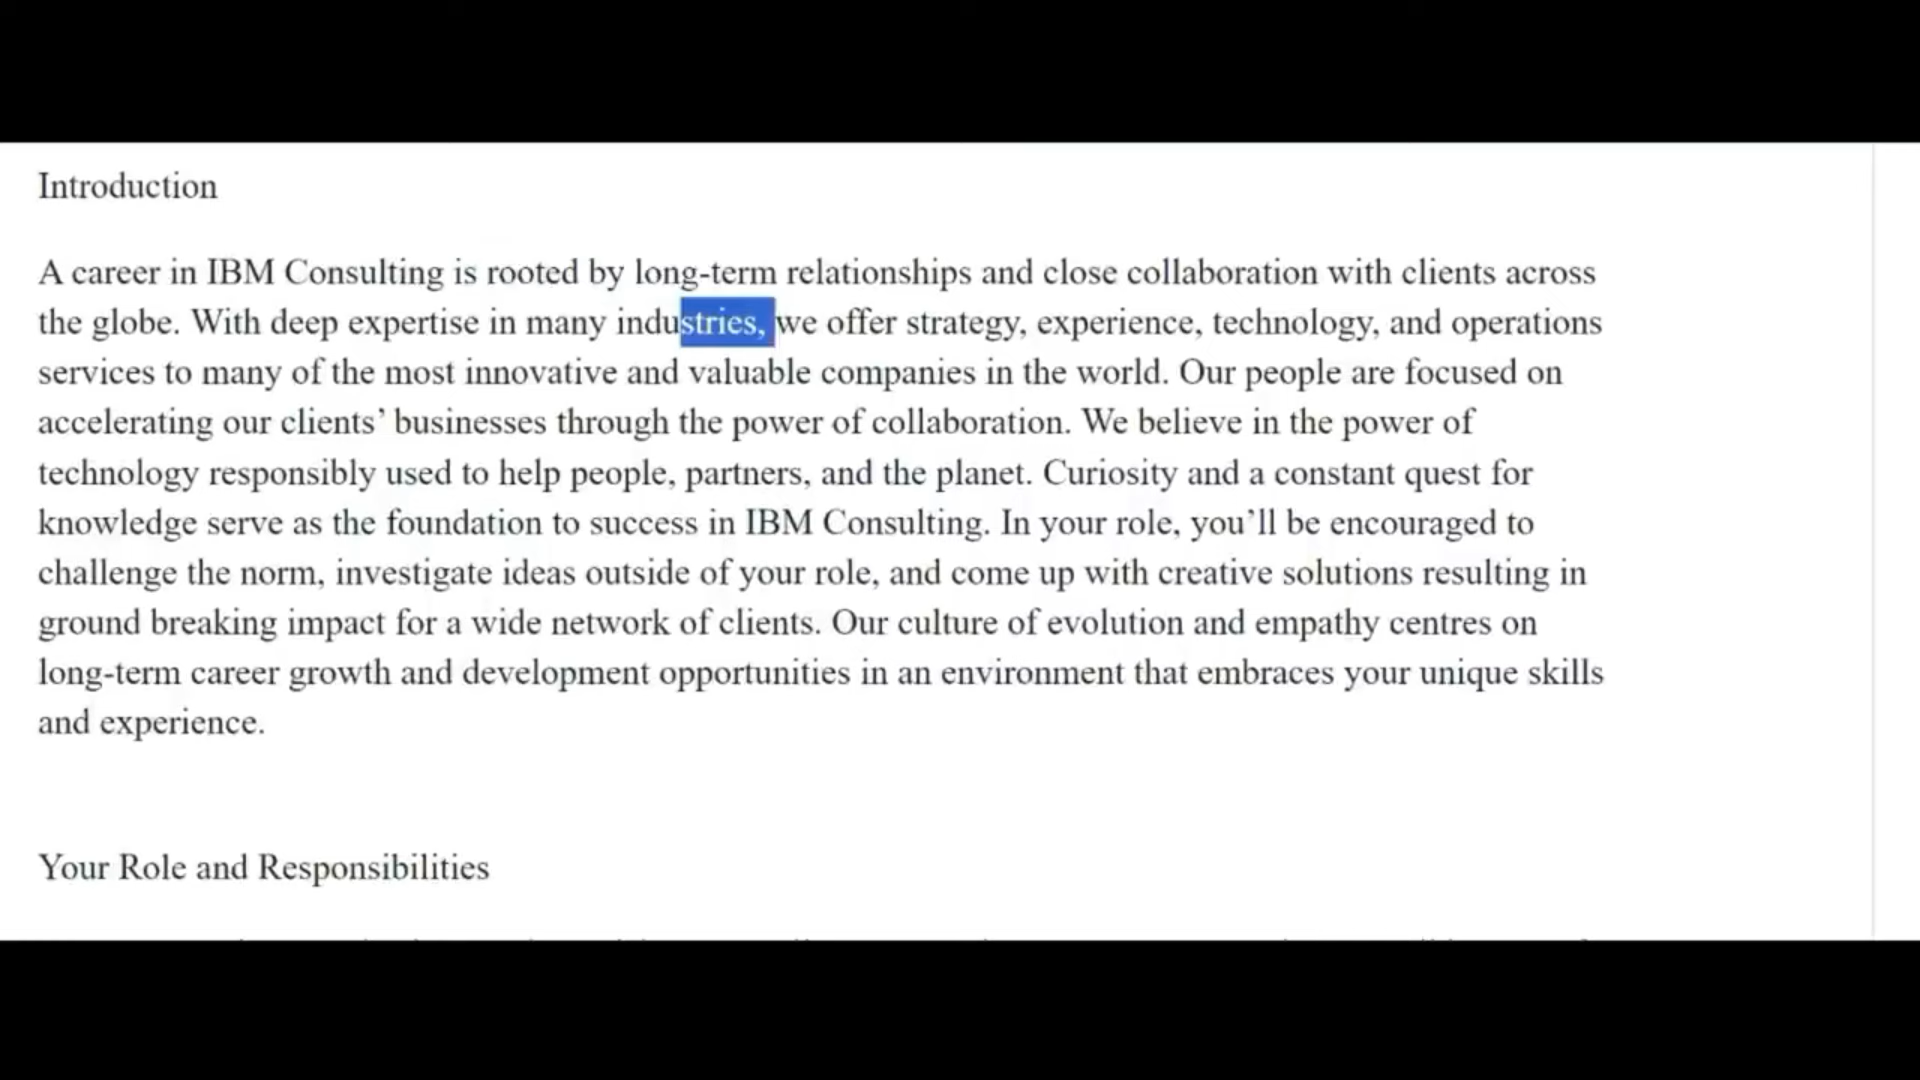 Introduction
A career in IBM Consulting is rooted by long-term relationships and close collaboration with clients across
the globe. With deep expertise in many industries, we offer strategy, experience, technology, and operations
services to many of the most innovative and valuable companies in the world. Our people are focused on
accelerating our clients’ businesses through the power of collaboration. We believe in the power of
technology responsibly used to help people, partners, and the planet. Curiosity and a constant quest for
knowledge serve as the foundation to success in IBM Consulting. In your role, you’ll be encouraged to
challenge the norm, investigate ideas outside of your role, and come up with creative solutions resulting in
ground breaking impact for a wide network of clients. Our culture of evolution and empathy centres on
long-term career growth and development opportunities in an environment that embraces your unique skills
and experience.
Your Role and Responsibilities